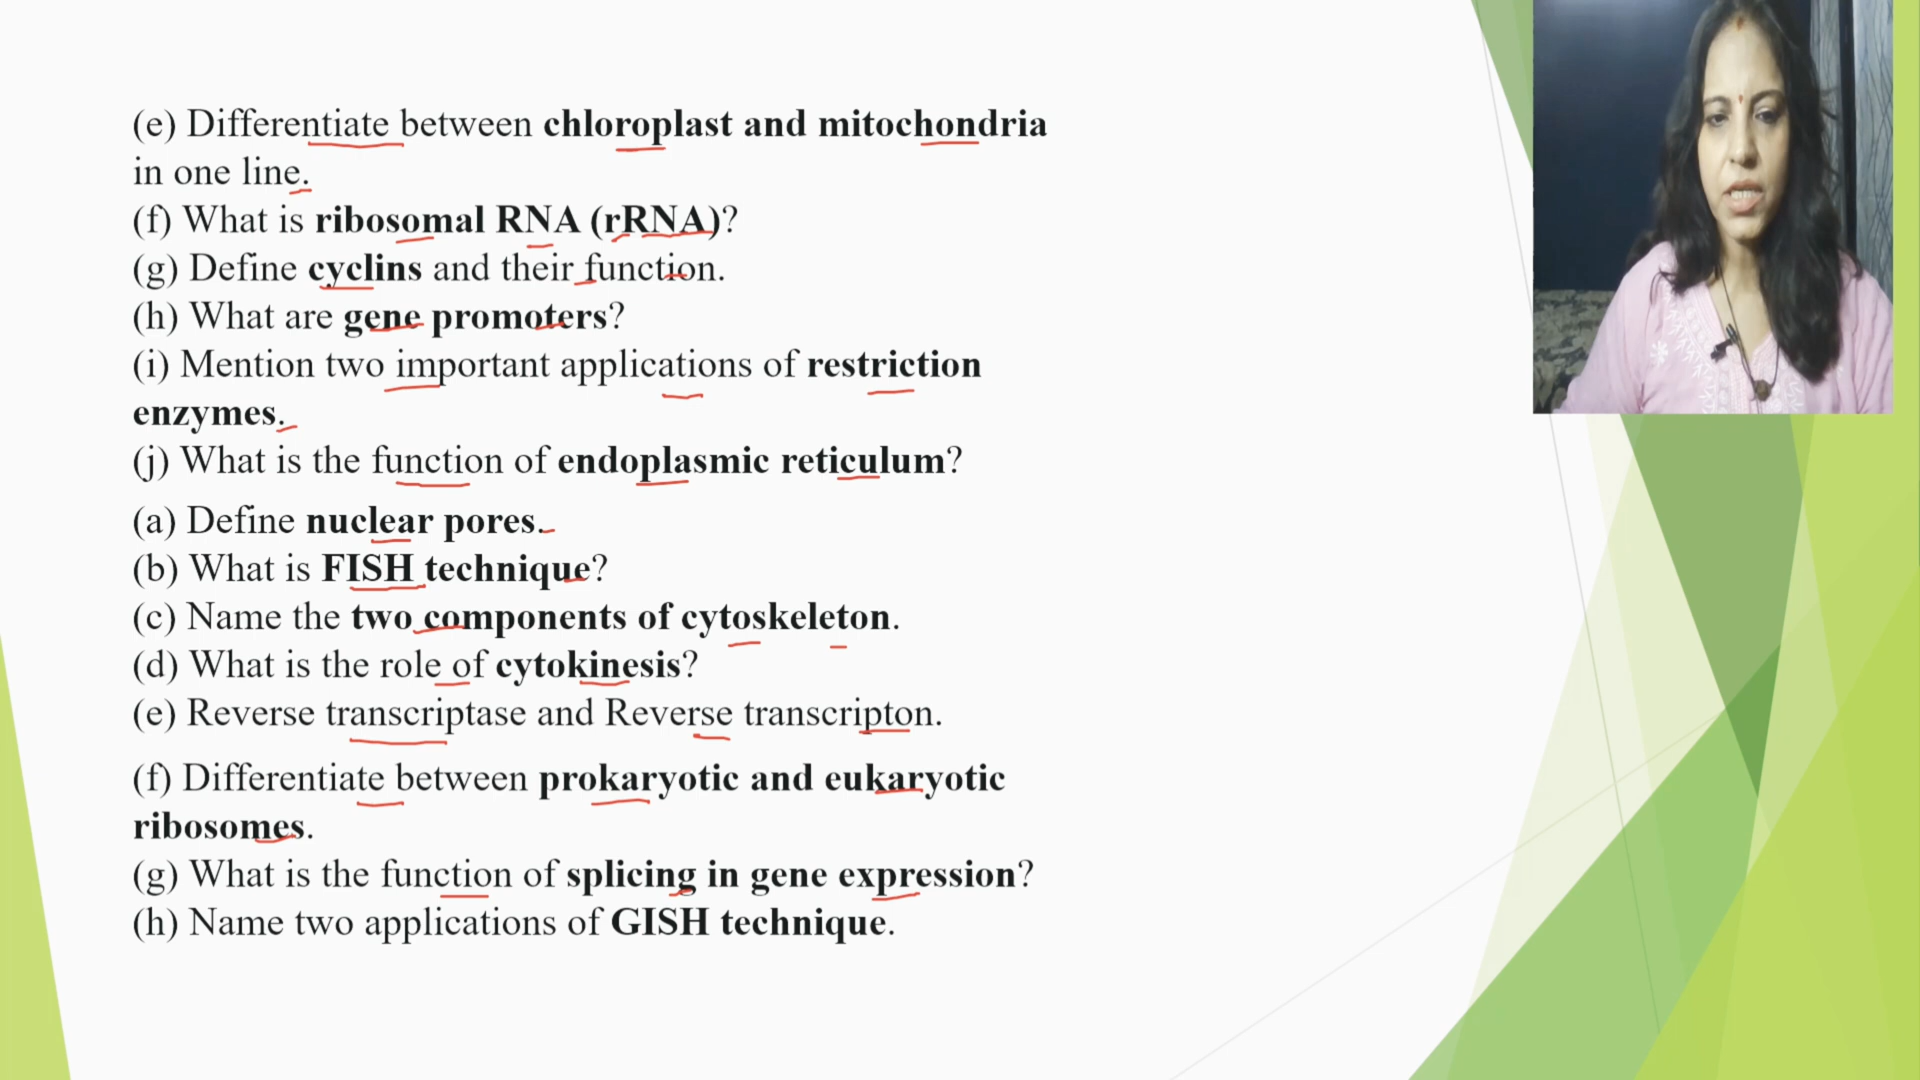 (e) Differentiate between chloroplast and mitochondria
in one line.
(f) What is ribosomal RNA (rRNA)?
(g) Define cyclins and their function.
(h) What are gene promoters?
(i) Mention two important applications of restriction
enzymes.
(j) What is the function of endoplasmic reticulum?
(a) Define nuclear pores.
(b) What is FISH technique?
(c) Name the two components of cytoskeleton.
(d) What is the role of cytokinesis?
(e) Reverse transcriptase and Reverse transcripton.
(f) Differentiate between prokaryotic and eukaryotic
ribosomes.
(g) What is the function of splicing in gene expression?
(h) Name two applications of GISH technique.